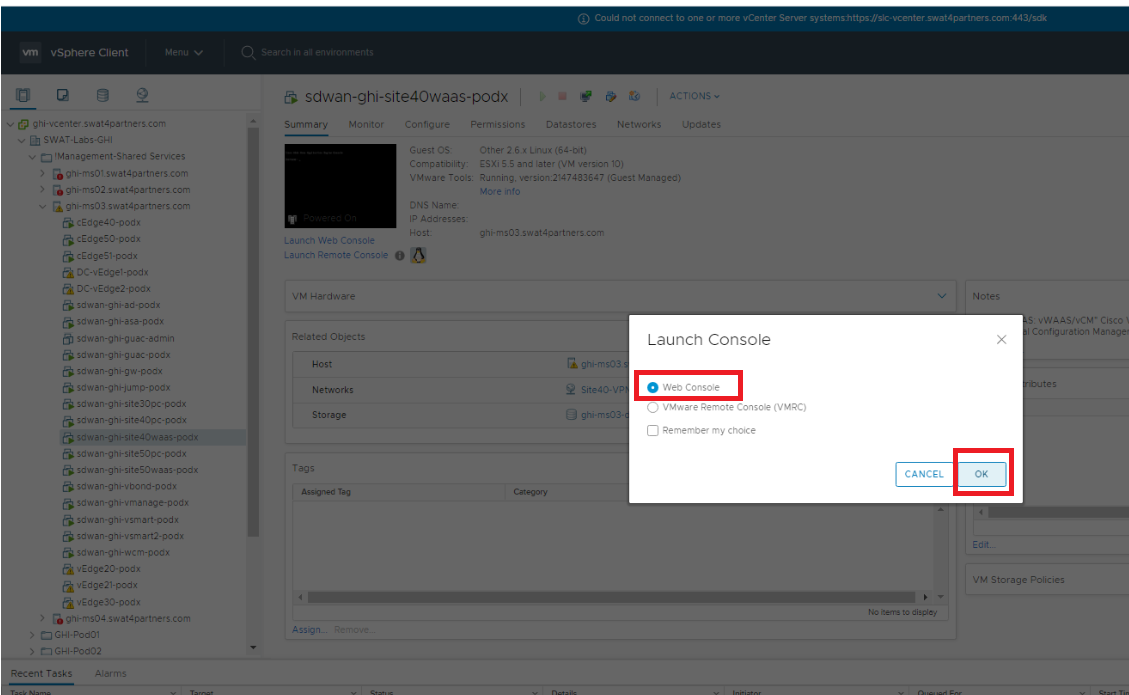 Could not connect to one or more vCenter Server systems:https://slc-vcenter.swat4partners.com:443/sdk
vm vSphere Client Menu Search in all environments
sdwan-ghi-site40waas-podx ACTIONS
Summary Monitor Configure Permissions Datastores Networks Updates
ghi-vcenter.swat4partners.com
SWAT-Labs-GHI
!Management-Shared Services
ghi-ms01.swat4partners.com
ghi-ms02.swat4partners.com
ghi-ms03.swat4partners.com
cEdge40-podx
cEdge50-podx
cEdge51-podx
DC-vEdge1-podx
DC-vEdge2-podx
sdwan-ghi-ad-podx
sdwan-ghi-asa-podx
sdwan-ghi-guac-admin
sdwan-ghi-guac-podx
sdwan-ghi-gw-podx
sdwan-ghi-jump-podx
sdwan-ghi-site30pc-podx
sdwan-ghi-site40pc-podx
sdwan-ghi-site40waas-podx
sdwan-ghi-site50pc-podx
sdwan-ghi-site50waas-podx
sdwan-ghi-vbond-podx
sdwan-ghi-vmanage-podx
sdwan-ghi-vsmart-podx
sdwan-ghi-vsmart2-podx
sdwan-ghi-wcm-podx
vEdge20-podx
vEdge21-podx
vEdge30-podx
ghi-ms04.swat4partners.com
GHI-Pod01
GHI-Pod02
Powered On
Launch Web Console
Launch Remote Console
Guest OS: Other 2.6.x Linux (64-bit)
Compatibility: ESXi 5.5 and later (VM version 10)
VMware Tools: Running, version:2147483647 (Guest Managed)
More info
DNS Name:
IP Addresses:
Host: ghi-ms03.swat4partners.com
VM Hardware
Related Objects
Host ghi-ms03.s
Networks Site40-VPN
Storage ghi-ms03-d
Tags
Assigned Tag Category
No items to display
Assign... Remove...
Notes
AS: vWAAS/vCM" Cisco V
al Configuration Manager
ributes
Edit...
VM Storage Policies
Launch Console
Web Console
VMware Remote Console (VMRC)
Remember my choice
CANCEL OK
Recent Tasks Alarms
Task Name Target Status Details Initiator Queued For Start Ti